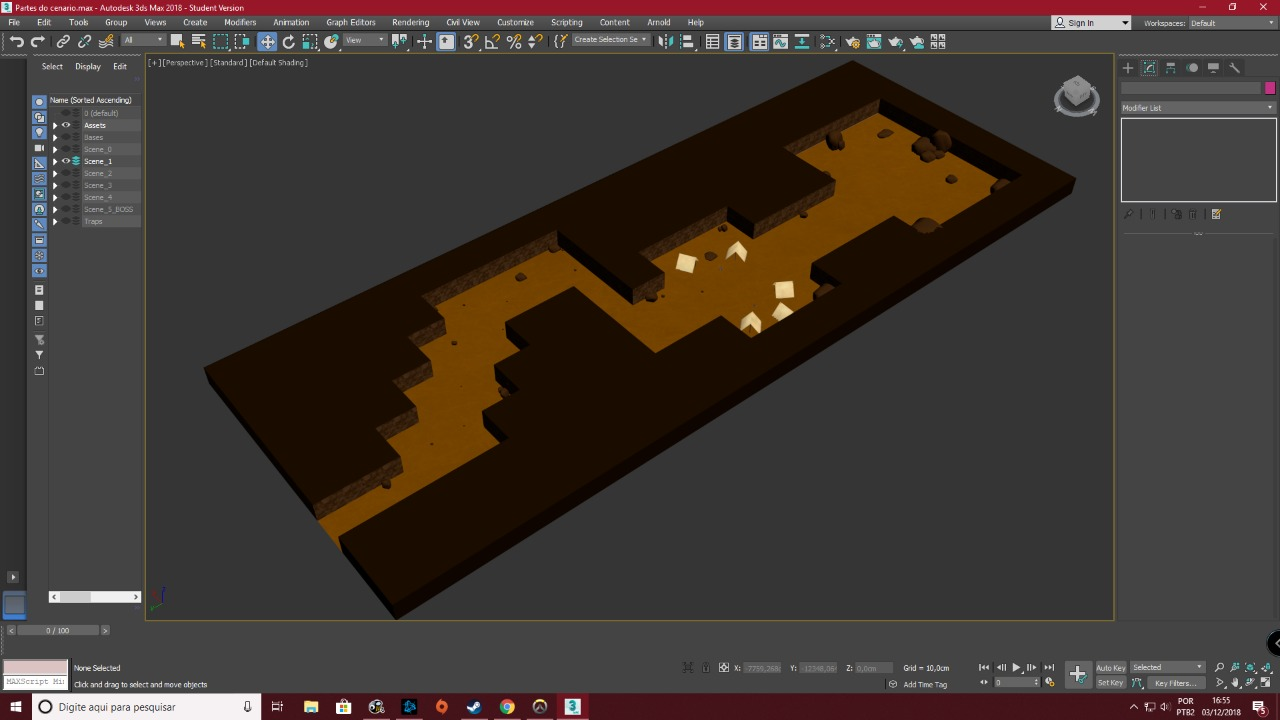 Partes do cenario.max - Autodesk 3ds Max 2018 - Student Version
File Edit Tools Group Views Create Modifiers Animation Graph Editors Rendering Civil View Customize Scripting Content Arnold Help
Sign In Workspaces: Default
All View Create Selection Se
Select Display Edit
[+] [Perspective] [Standard] [Default Shading]
Name (Sorted Ascending)
0 (default)
Assets
Bases
Scene_0
Scene_1
Scene_2
Scene_3
Scene_4
Scene_5_BOSS
Traps
Modifier List
0 / 100
None Selected
MAXScript Mi:
Click and drag to select and move objects
X: Y: Z: 0,0cm Grid = 10,0cm
Add Time Tag
0
Auto Key Selected
Set Key Key Filters...
Digite aqui para pesquisar
POR
PTB2
16:55
03/12/2018